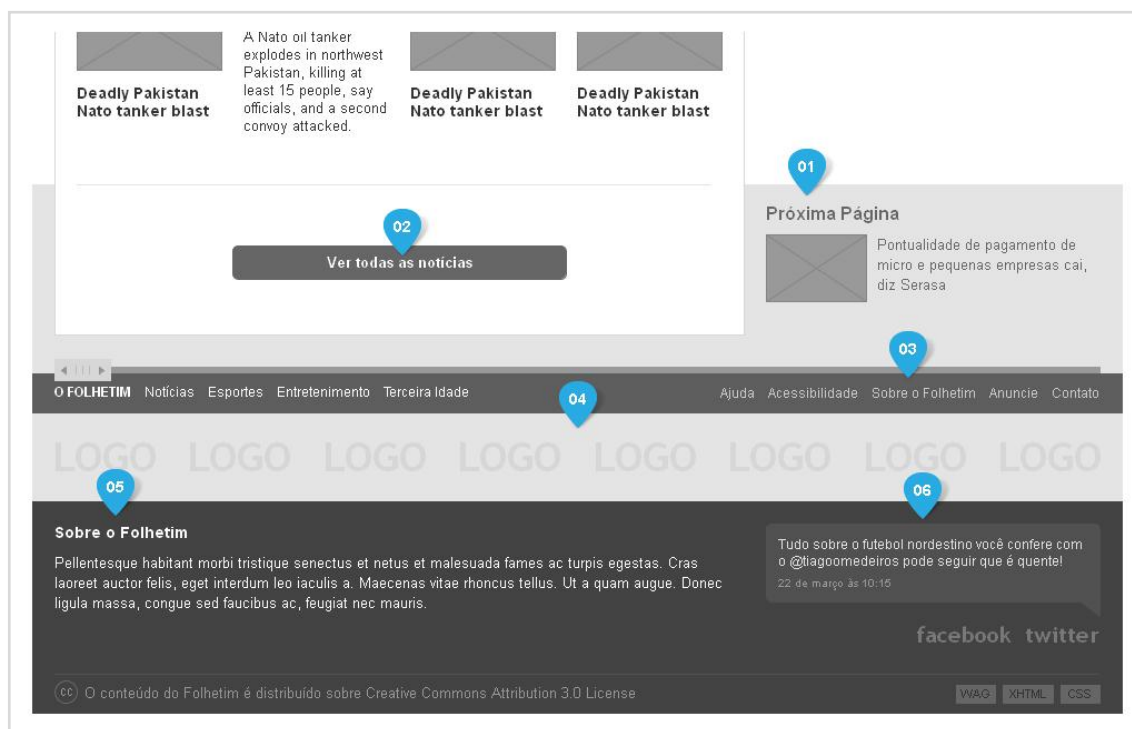 Deadly Pakistan
Nato tanker blast
A Nato oil tanker
explodes in northwest
Pakistan, killing at
least 15 people, say
officials, and a second
convoy attacked.
Deadly Pakistan
Nato tanker blast
Deadly Pakistan
Nato tanker blast
01
Próxima Página
Pontualidade de pagamento de
micro e pequenas empresas cai,
diz Serasa
02
Ver todas as notícias
03
O FOLHETIM Notícias Esportes Entretenimento Terceira Idade
04
Ajuda Acessibilidade Sobre o Folhetim Anuncie Contato
LOGO LOGO LOGO LOGO LOGO LOGO LOGO LOGO
05
Sobre o Folhetim
Pellentesque habitant morbi tristique senectus et netus et malesuada fames ac turpis egestas. Cras
laoreet auctor felis, eget interdum leo iaculis a. Maecenas vitae rhoncus tellus. Ut a quam augue. Donec
ligula massa, congue sed faucibus ac, feugiat nec mauris.
06
Tudo sobre o futebol nordestino você confere com
o @tiagoomedeiros pode seguir que é quente!
22 de março às 10:15
facebook twitter
cc O conteúdo do Folhetim é distribuído sobre Creative Commons Attribution 3.0 License
WAG XHTML CSS